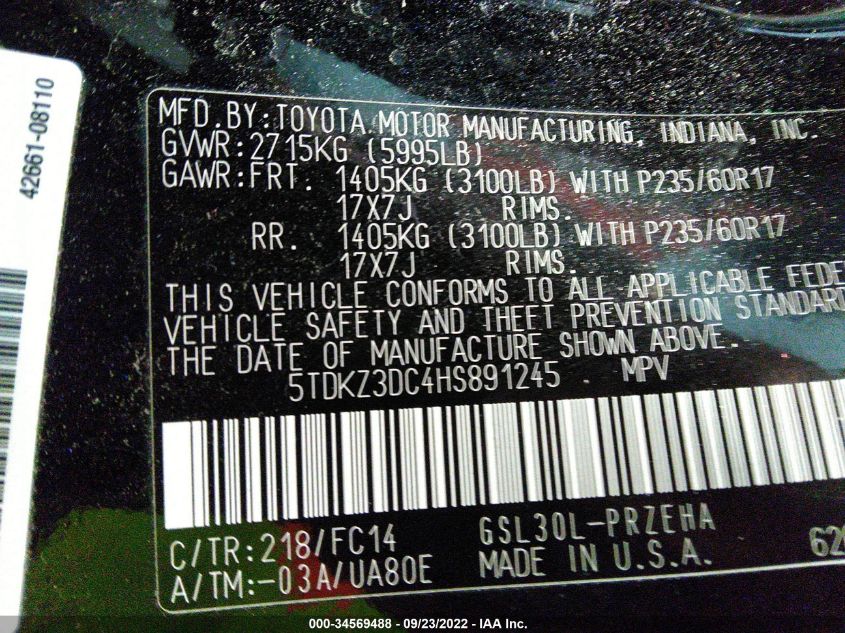 42661-08110
MFD.BY:TOYOTA MOTOR MANUFACTURING, INDIANA, INC.
GVWR:2715KG (5995LB)
GAWR:FRT. 1405KG (3100LB) WITH P235/60R17
17X7J RIMS.
RR. 1405KG (3100LB) WITH P235/60R17
17X7J RIMS.
THIS VEHICLE CONFORMS TO ALL APPLICABLE
VEHICLE SAFETY AND THEFT PREVENTION
THE DATE OF MANUFACTURE SHOWN ABOVE.
5TDKZ3DC4HS891245 MPV
C/TR:218/FC14 GSL30L-PRZEHA
A/TM:-03A/UA80E MADE IN U.S.A.
000-34569488 - 09/23/2022 - IAA Inc.